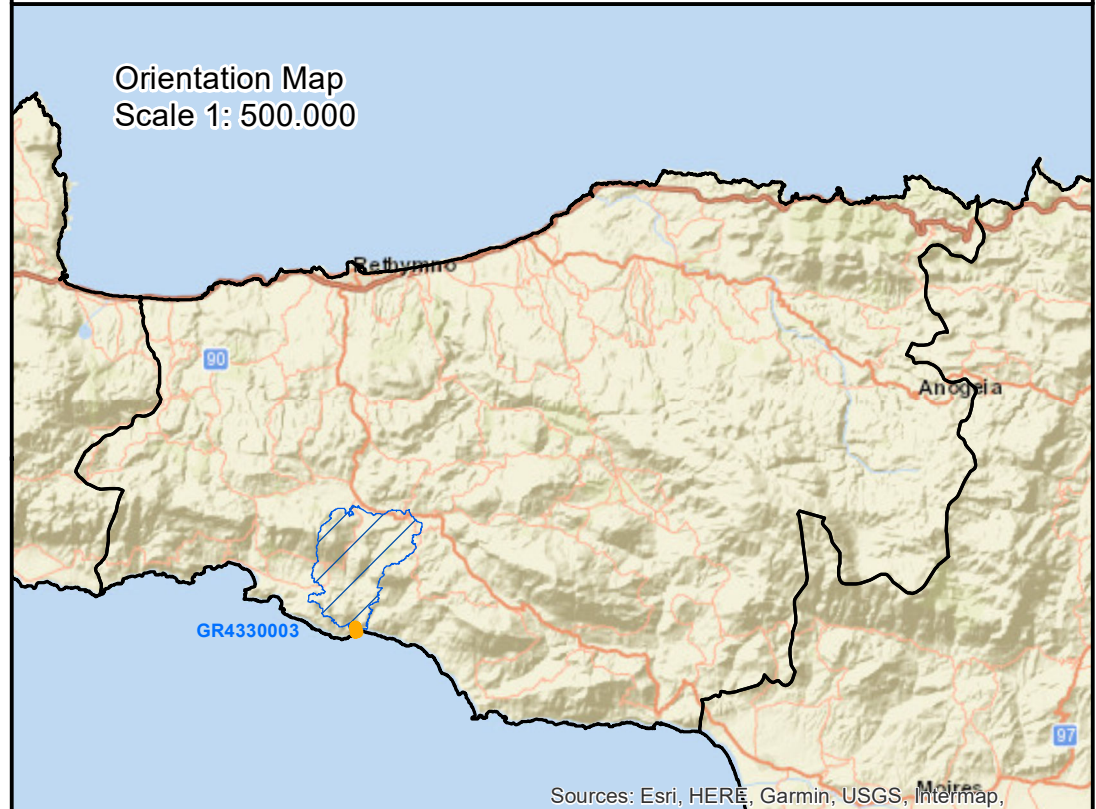 Orientation Map
Scale 1: 500.000
Rethymno
90
Anogeia
GR4330003
97
Moires
Sources: Esri, HERE, Garmin, USGS, Intermap,